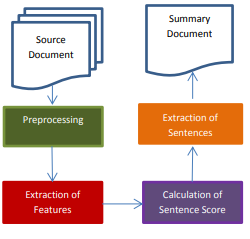 Source
Document
Summary
Document
Preprocessing
Extraction of
Sentences
Extraction of
Features
Calculation of
Sentence Score